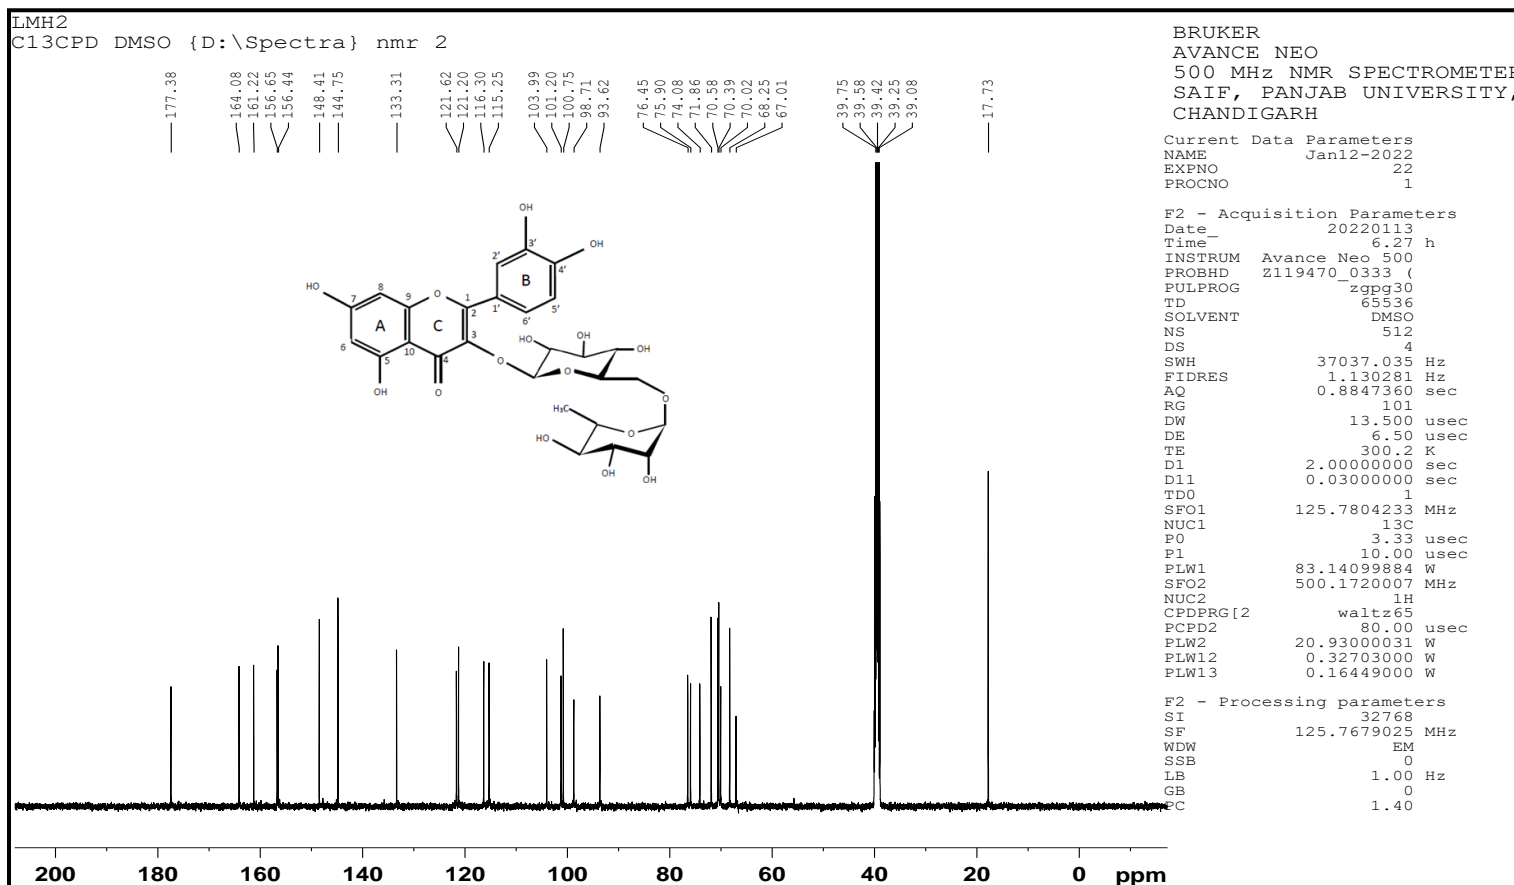 LMH2
C13CPD DMSO {D:\Spectra} nmr 2
177.38
164.08
161.22
156.65
156.44
148.41
144.75
133.31
121.62
121.20
116.30
115.25
103.99
101.20
100.75
98.71
93.62
76.45
75.90
74.08
71.86
70.58
70.39
70.02
68.25
67.01
39.75
39.58
39.42
39.25
39.08
17.73
OH
3'
OH
2'
4'
B
HO
7
8
9
O
1
1'
5'
2
6'
A
C
6
10
3
5
4
OH
O
O
HO
OH
OH
O
O
H₃C
O
HO
OH
OH
BRUKER
AVANCE NEO
500 MHz NMR SPECTROMETER
SAIF, PANJAB UNIVERSITY,
CHANDIGARH
Current Data Parameters
NAME Jan12-2022
EXPNO 22
PROCNO 1
F2 - Acquisition Parameters
Date_ 20220113
Time 6.27 h
INSTRUM Avance Neo 500
PROBHD Z119470_0333 (
PULPROG zgpg30
TD 65536
SOLVENT DMSO
NS 512
DS 4
SWH 37037.035 Hz
FIDRES 1.130281 Hz
AQ 0.8847360 sec
RG 101
DW 13.500 usec
DE 6.50 usec
TE 300.2 K
D1 2.00000000 sec
D11 0.03000000 sec
TD0 1
SFO1 125.7804233 MHz
NUC1 13C
P0 3.33 usec
P1 10.00 usec
PLW1 83.14099884 W
SFO2 500.1720007 MHz
NUC2 1H
CPDPRG[2 waltz65
PCPD2 80.00 usec
PLW2 20.93000031 W
PLW12 0.32703000 W
PLW13 0.16449000 W
F2 - Processing parameters
SI 32768
SF 125.7679025 MHz
WDW EM
SSB 0
LB 1.00 Hz
GB 0
PC 1.40
200 180 160 140 120 100 80 60 40 20 0 ppm